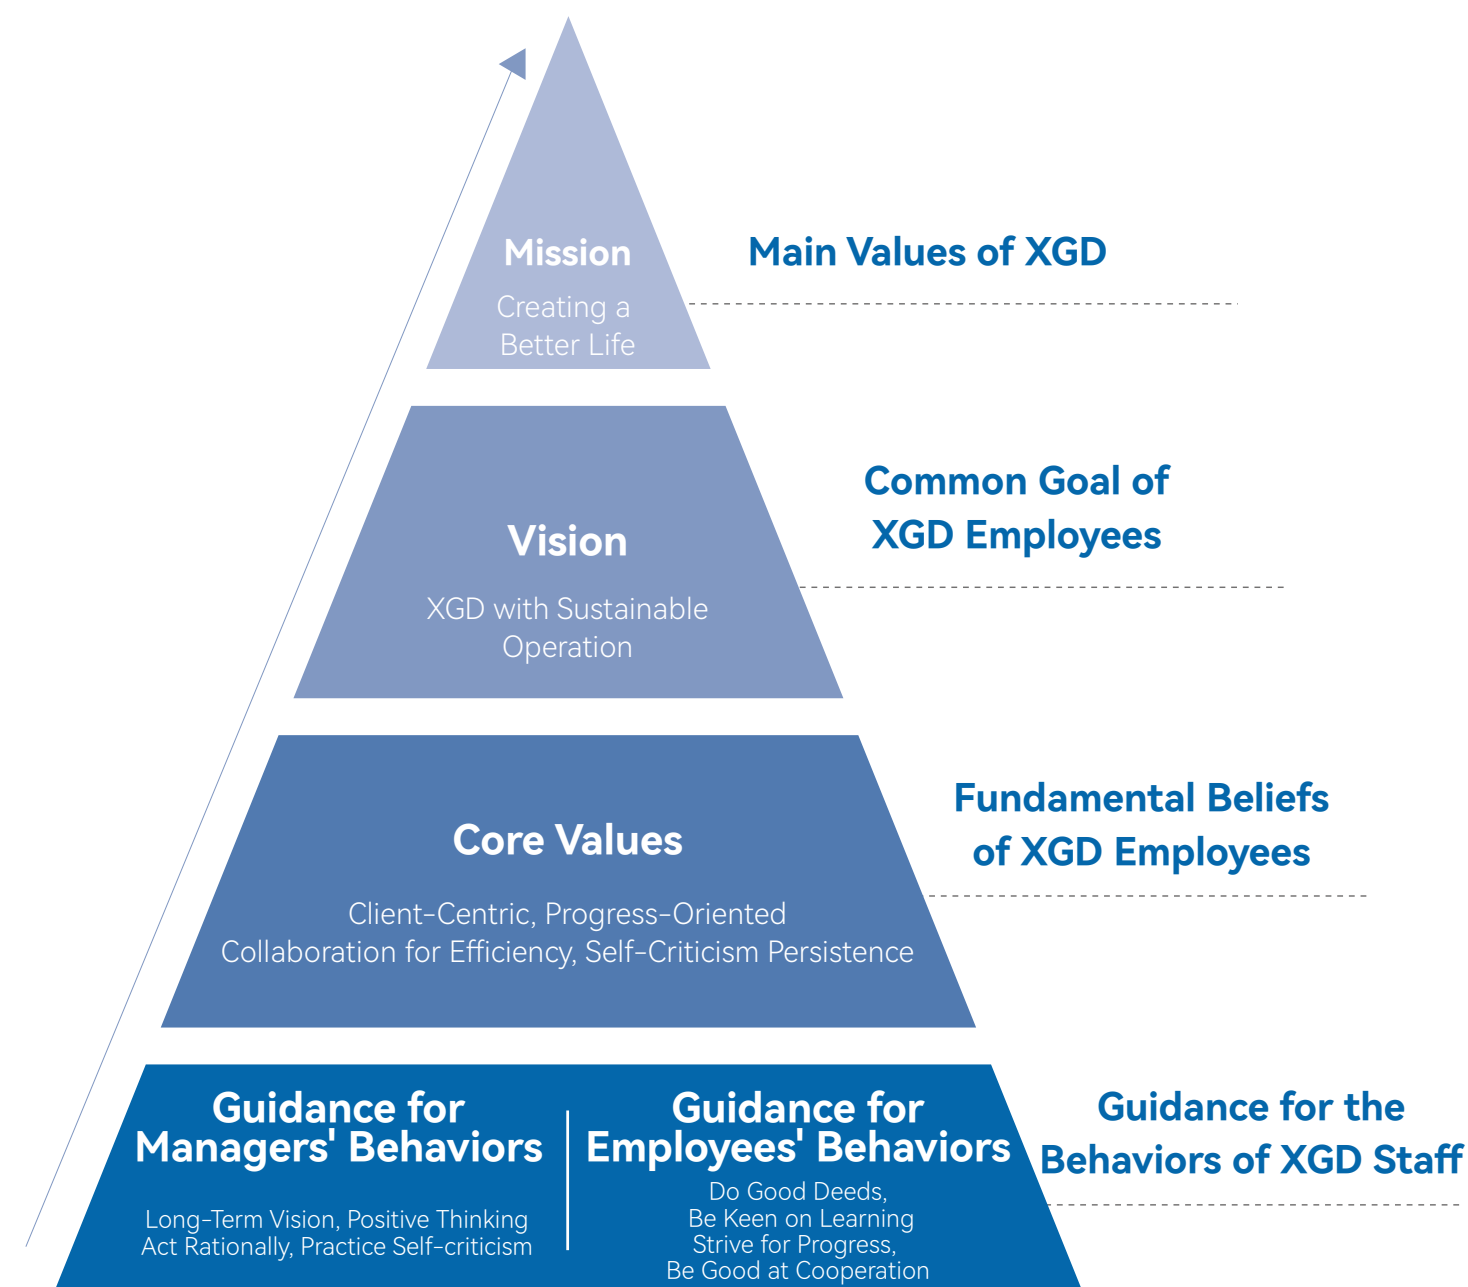 Mission
Creating a
Better Life
Main Values of XGD
Vision
XGD with Sustainable
Operation
Common Goal of
XGD Employees
Core Values
Client-Centric, Progress-Oriented
Collaboration for Efficiency, Self-Criticism Persistence
Fundamental Beliefs
of XGD Employees
Guidance for
Managers' Behaviors
Long-Term Vision, Positive Thinking
Act Rationally, Practice Self-criticism
Guidance for
Employees' Behaviors
Do Good Deeds,
Be Keen on Learning
Strive for Progress,
Be Good at Cooperation
Guidance for the
Behaviors of XGD Staff